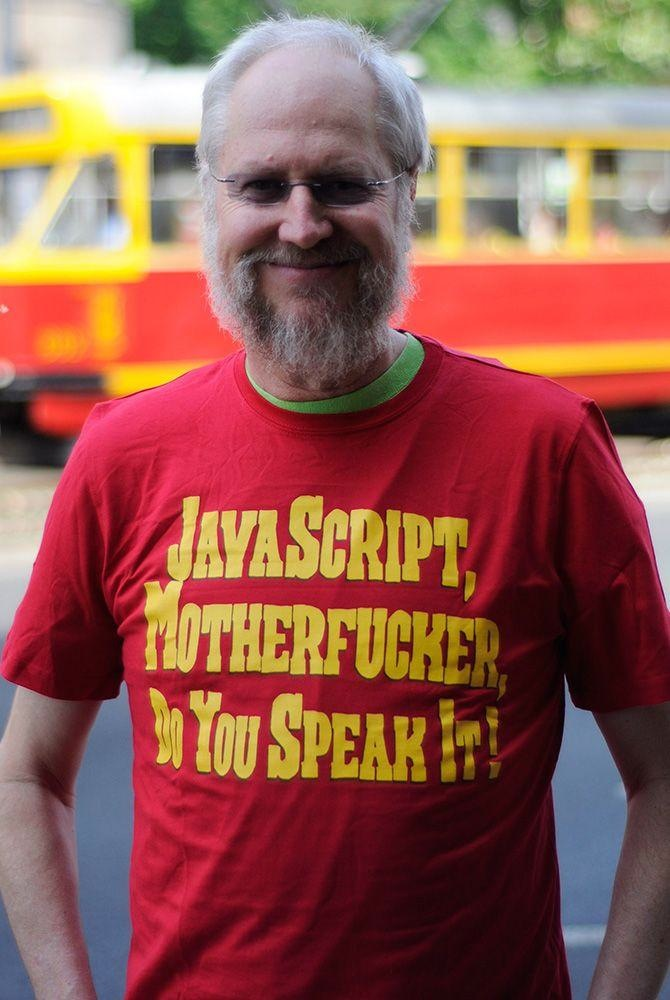 JavaScript,
Motherfucker,
Do You Speak It!